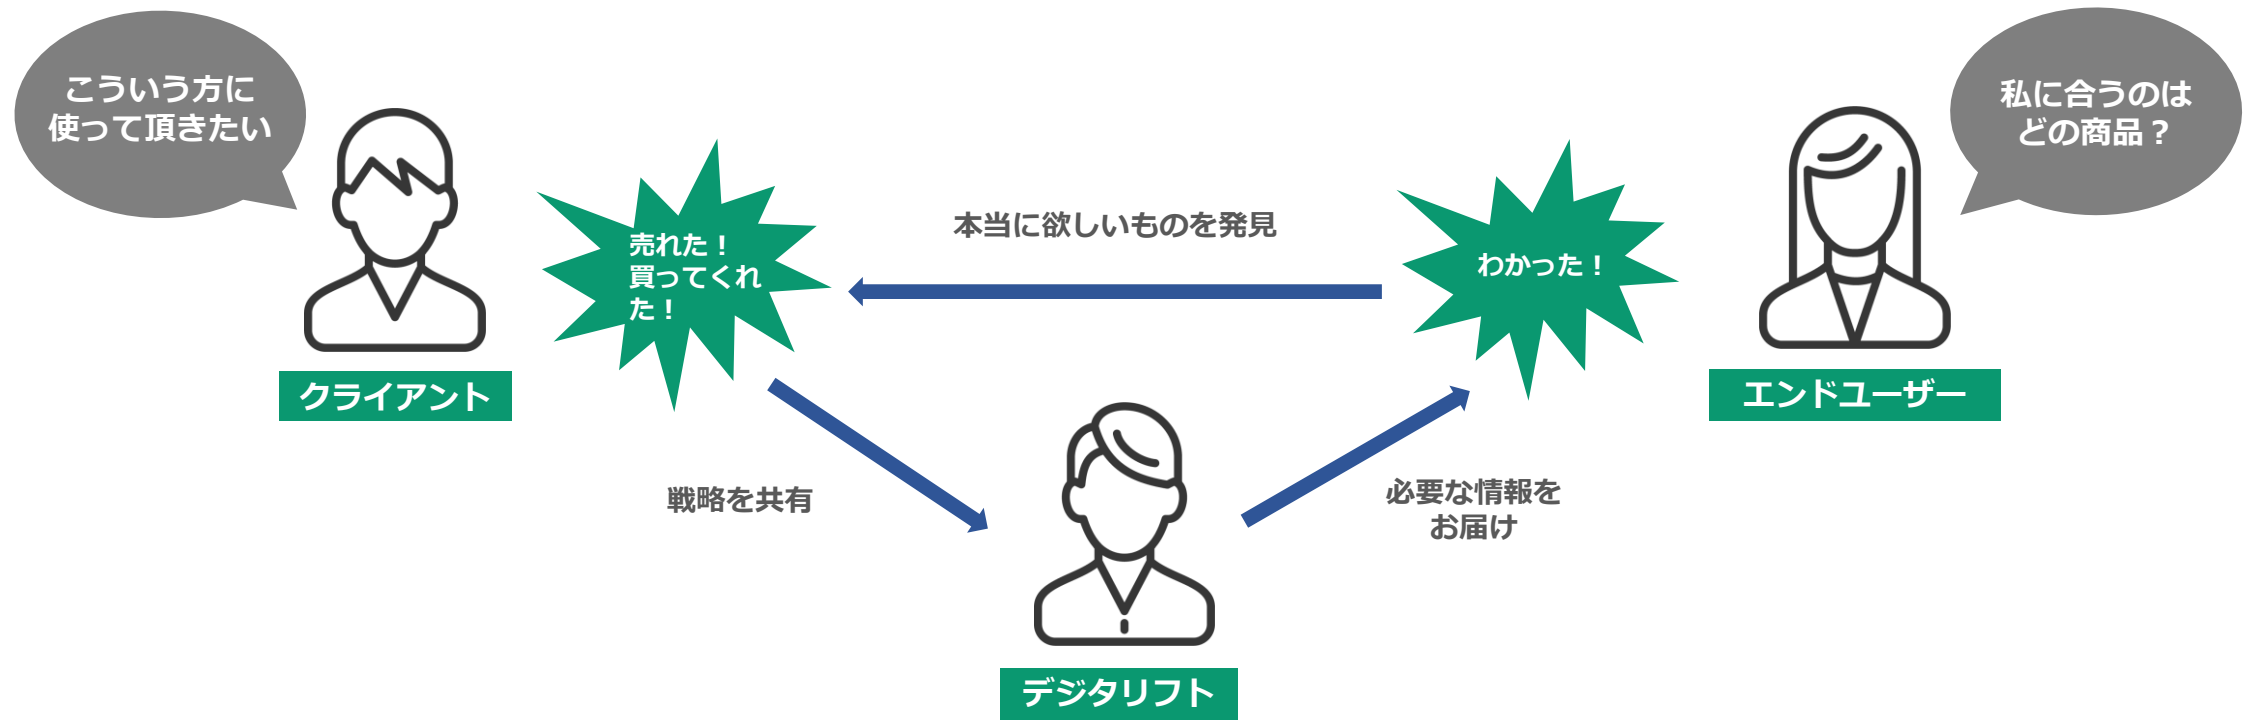 こういう方に
使って頂きたい
私に合うのは
どの商品？
売れた！
買ってくれ
た！
本当に欲しいものを発見
わかった！
クライアント
エンドユーザー
戦略を共有
必要な情報を
お届け
デジタリフト